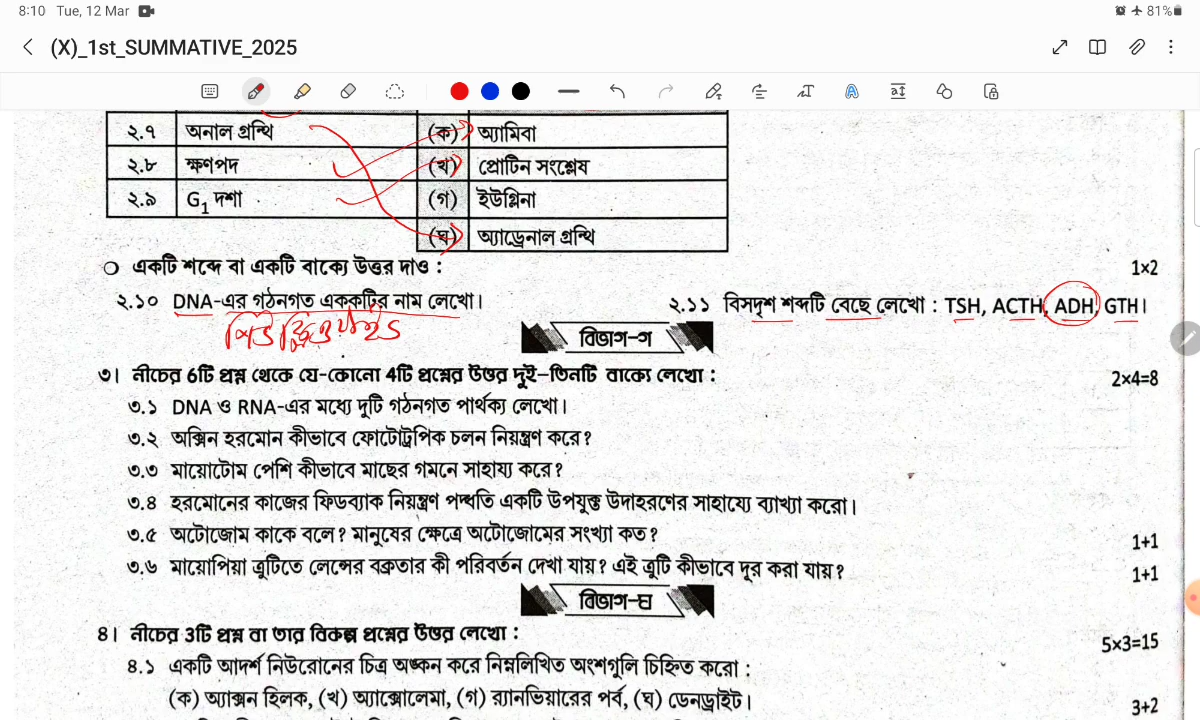 8:10 Tue, 12 Mar 81%
(X)_1st_SUMMATIVE_2025
২.৭ অনাল গ্রন্থি (ক) অ্যামিবা
২.৮ ক্ষণপদ (খ) প্রোটিন সংশ্লেষ
২.৯ G₁ দশা (গ) ইউগ্লিনা
(ঘ) অ্যাড্রেনাল গ্রন্থি
একটি শব্দে বা একটি বাক্যে উত্তর দাও : 1×2
২.১০ DNA-এর গঠনগত এককটির নাম লেখো। ২.১১ বিসদৃশ শব্দটি বেছে লেখো : TSH, ACTH, ADH, GTH।
বিভাগ-গ
৩। নীচের 6টি প্রশ্ন থেকে যে-কোনো 4টি প্রশ্নের উত্তর দুই-তিনটি বাক্যে লেখো : 2×4=8
৩.১ DNA ও RNA-এর মধ্যে দুটি গঠনগত পার্থক্য লেখো।
৩.২ অক্সিন হরমোন কীভাবে ফোটোট্রপিক চলন নিয়ন্ত্রণ করে?
৩.৩ মায়োটোম পেশি কীভাবে মাছের গমনে সাহায্য করে?
৩.৪ হরমোনের কাজের ফিডব্যাক নিয়ন্ত্রণ পদ্ধতি একটি উপযুক্ত উদাহরণের সাহায্যে ব্যাখ্যা করো।
৩.৫ অটোজোম কাকে বলে? মানুষের ক্ষেত্রে অটোজোমের সংখ্যা কত? 1+1
৩.৬ মায়োপিয়া ত্রুটিতে লেন্সের বক্রতার কী পরিবর্তন দেখা যায়? এই ত্রুটি কীভাবে দূর করা যায়? 1+1
বিভাগ-ঘ
৪। নীচের 3টি প্রশ্ন বা তার বিকল্প প্রশ্নের উত্তর লেখো : 5×3=15
৪.১ একটি আদর্শ নিউরোনের চিত্র অঙ্কন করে নিম্নলিখিত অংশগুলি চিহ্নিত করো :
(ক) অ্যাক্সন হিলক, (খ) অ্যাক্সোলেমা, (গ) র‍্যানভিয়ারের পর্ব, (ঘ) ডেনড্রাইট। 3+2